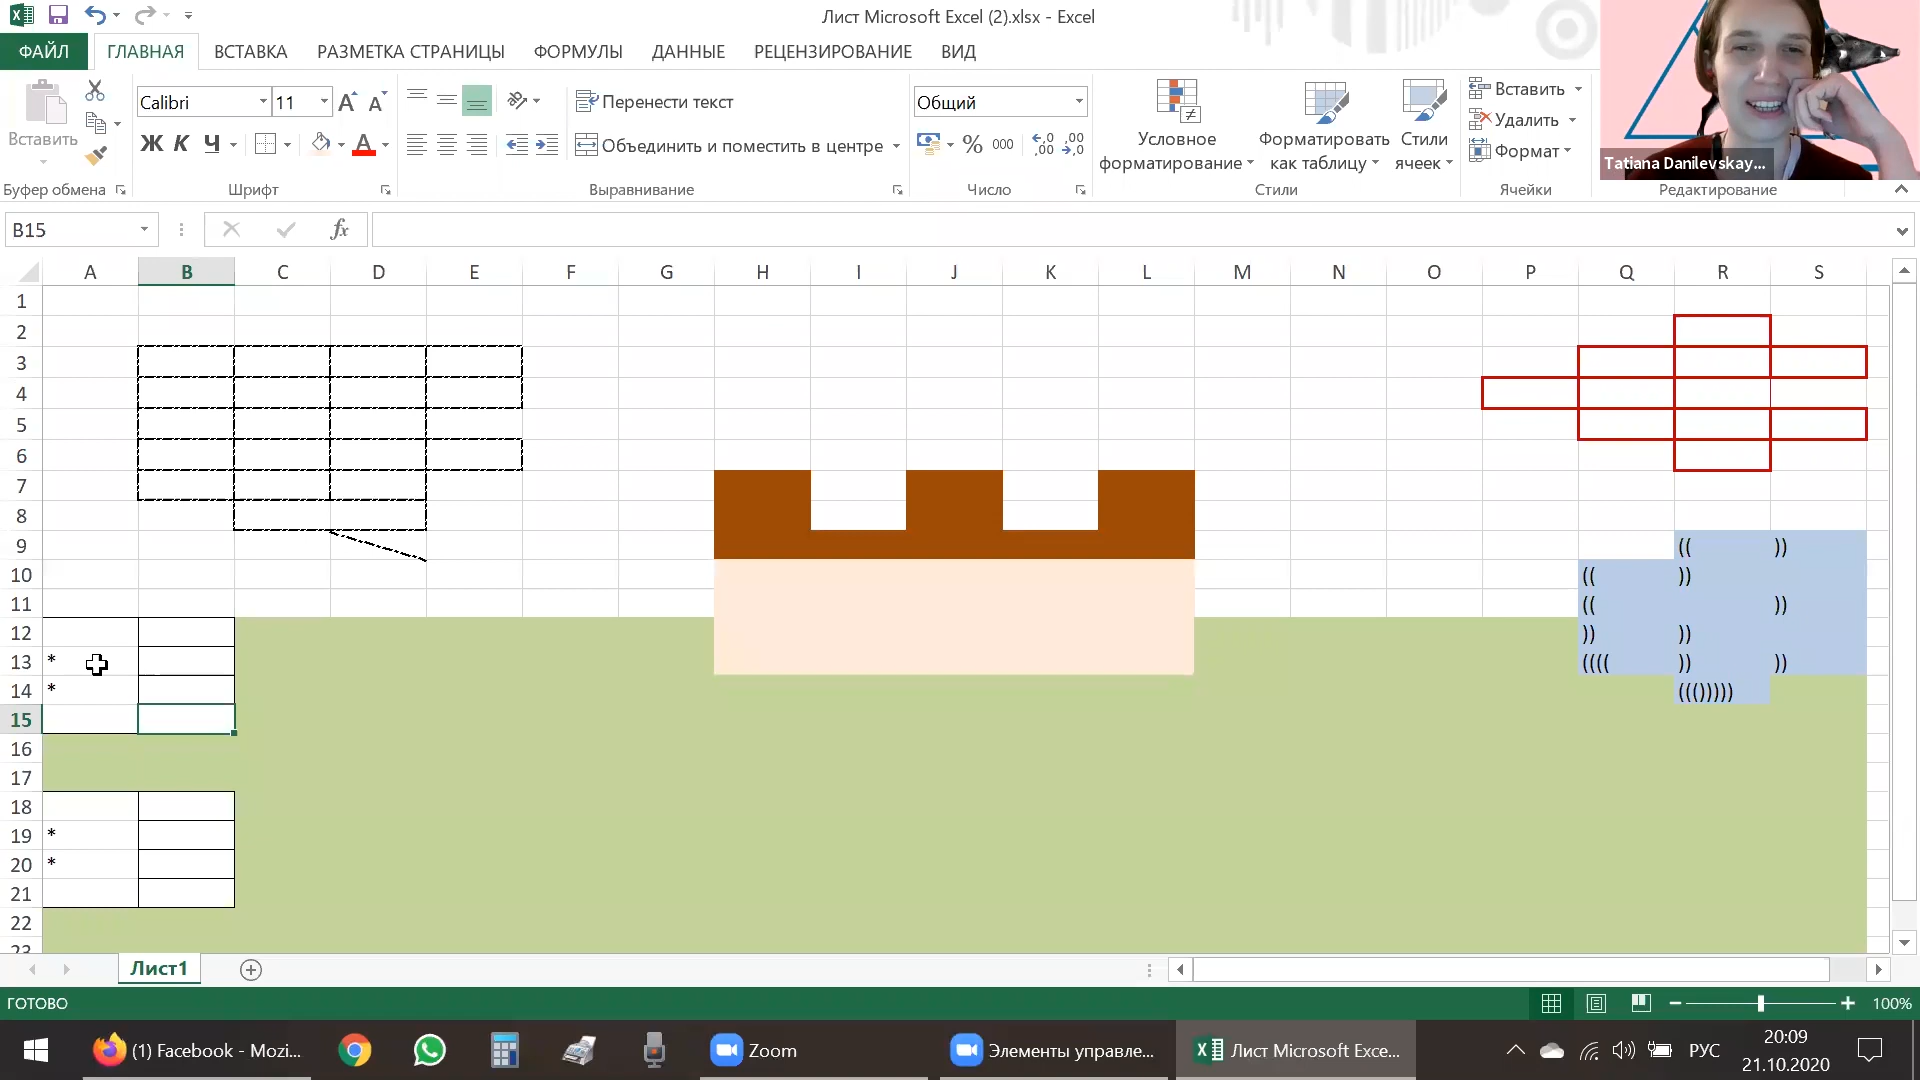 Лист Microsoft Excel (2).xlsx - Excel
ФАЙЛ ГЛАВНАЯ ВСТАВКА РАЗМЕТКА СТРАНИЦЫ ФОРМУЛЫ ДАННЫЕ РЕЦЕНЗИРОВАНИЕ ВИД
Вставить
Буфер обмена
Calibri 11
Ж К Ч А
Шрифт
Перенести текст
Объединить и поместить в центре
Выравнивание
Общий
% 000
Число
Условное форматирование
Форматировать как таблицу
Стили ячеек
Стили
Вставить
Удалить
Формат
Ячейки
Tatiana Danilevskay...
Редактирование
B15 fx
A B C D E F G H I J K L M N O P Q R S
1
2
3
4
5
6
7
8
9 (( ))
10 (( ))
11 (( ))
12 )) ))
13 * (((( )) ))
14 * ((()))))
15
16
17
18
19 *
20 *
21
22
23
Лист1
ГОТОВО 100%
(1) Facebook - Mozi... Zoom Элементы управле... Лист Microsoft Exce... РУС 20:09
21.10.2020